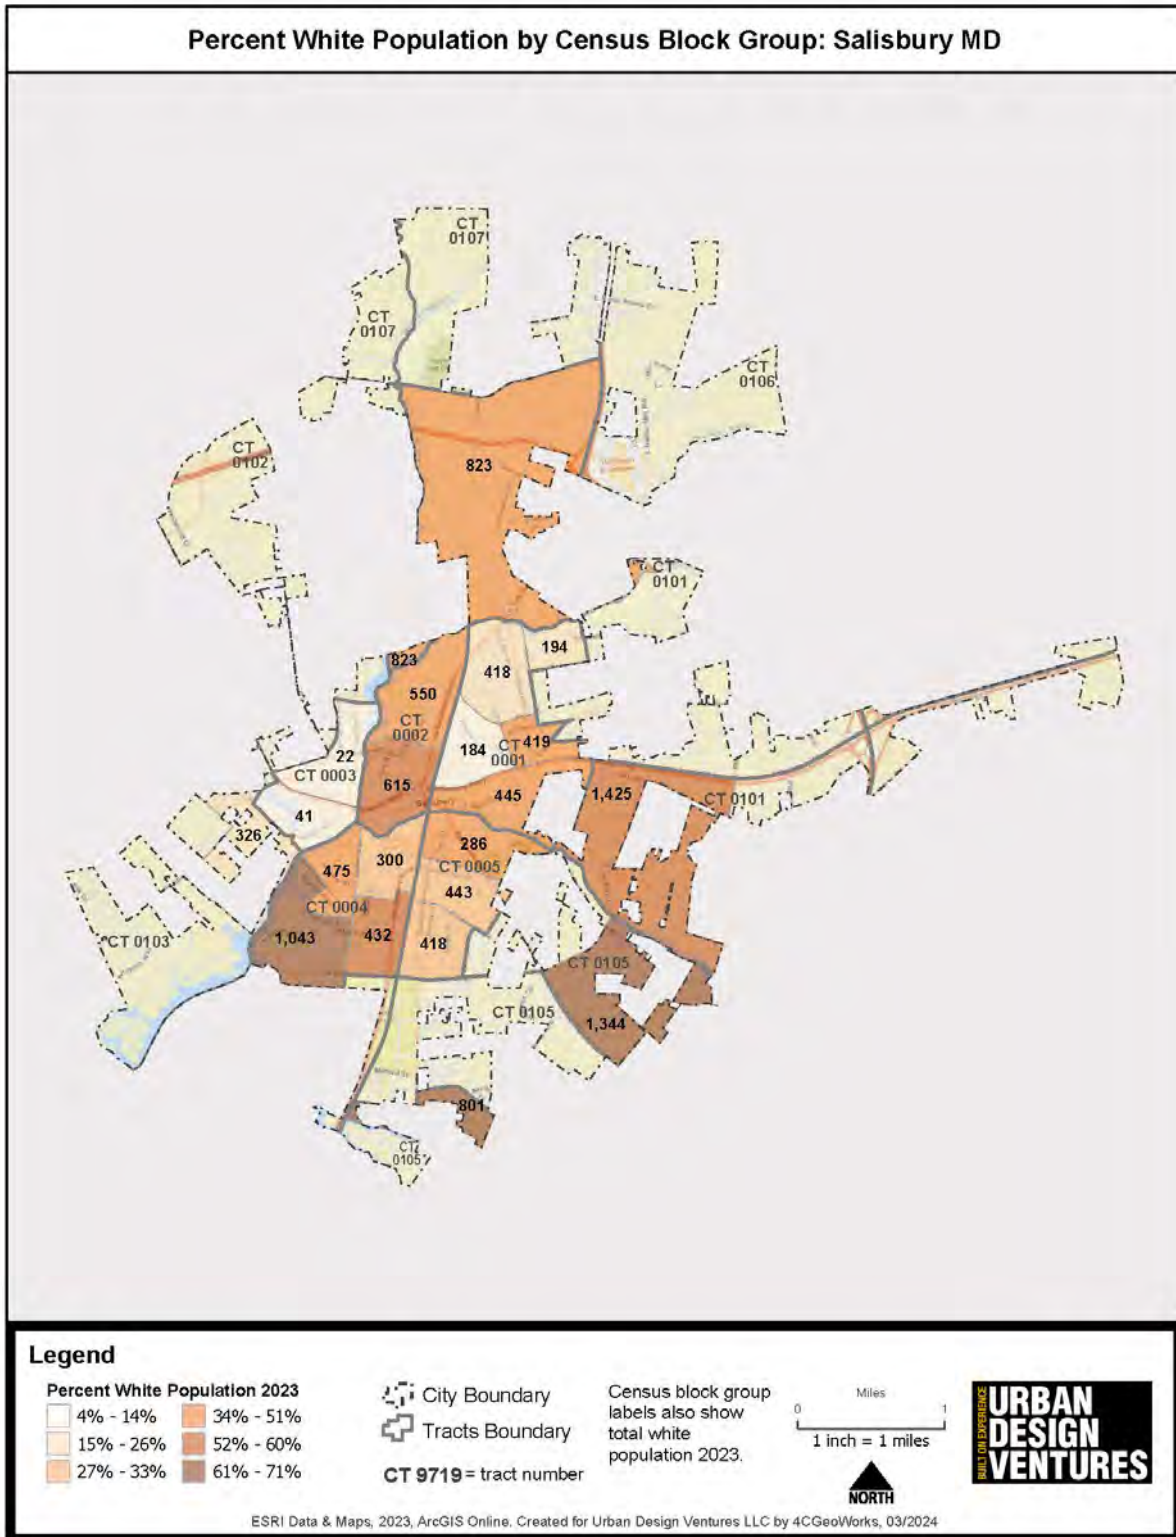 Percent White Population by Census Block Group: Salisbury MD
CT
0107
CT
0107
CT
0106
CT
0102
823
CT
0101
194
823
418
550
CT
0002
184
CT
0001
419
22
CT 0003
615
445
1,425
CT 0101
41
326
286
475
300
CT 0005
443
CT 0004
1,043
432
418
CT 0103
CT 0105
CT 0105
1,344
801
CT
0105
Legend
Percent White Population 2023
4% - 14%
15% - 26%
27% - 33%
34% - 51%
52% - 60%
61% - 71%
City Boundary
Tracts Boundary
CT 9719 = tract number
Census block group
labels also show
total white
population 2023.
Miles
0 1
1 inch = 1 miles
NORTH
BUILT ON EXPERIENCE
URBAN
DESIGN
VENTURES
ESRI Data & Maps, 2023, ArcGIS Online. Created for Urban Design Ventures LLC by 4CGeoWorks, 03/2024